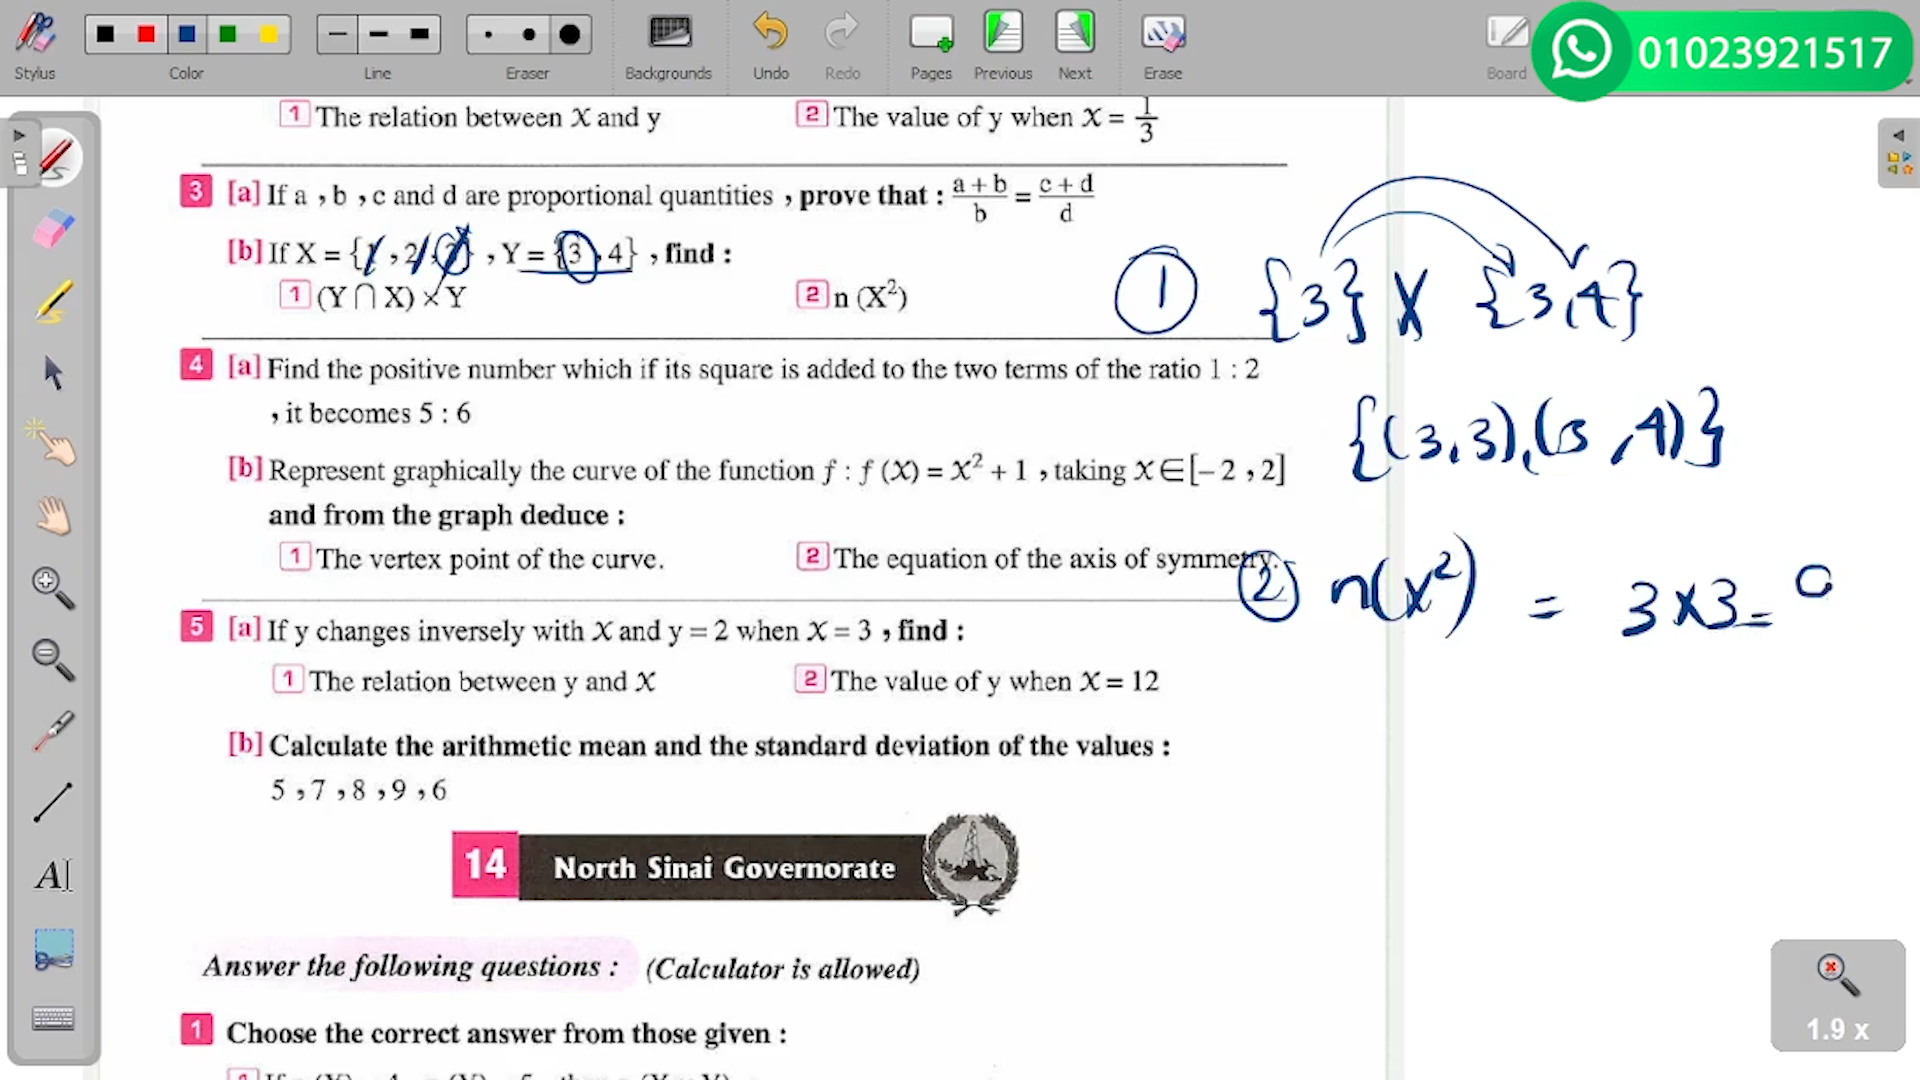 Stylus
Color
Line
Eraser
Backgrounds
Undo
Redo
Pages
Previous
Next
Erase
Board
01023921517
1 The relation between X and y
2 The value of y when X = 1/3
3 [a] If a , b , c and d are proportional quantities , prove that : (a + b)/b = (c + d)/d
[b] If X = {1 , 2 , 3} , Y = {3 , 4} , find :
1 (Y ∩ X) × Y
2 n (X²)
4 [a] Find the positive number which if its square is added to the two terms of the ratio 1 : 2
, it becomes 5 : 6
[b] Represent graphically the curve of the function f : f (X) = X² + 1 , taking X ∈ [– 2 , 2]
and from the graph deduce :
1 The vertex point of the curve.
2 The equation of the axis of symmetry.
5 [a] If y changes inversely with X and y = 2 when X = 3 , find :
1 The relation between y and X
2 The value of y when X = 12
[b] Calculate the arithmetic mean and the standard deviation of the values :
5 , 7 , 8 , 9 , 6
14 North Sinai Governorate
Answer the following questions : (Calculator is allowed)
1 Choose the correct answer from those given :
1 {3} X {3,4}
{(3,3),(3,4)}
2 n(x²) = 3×3=
A
1.9 x